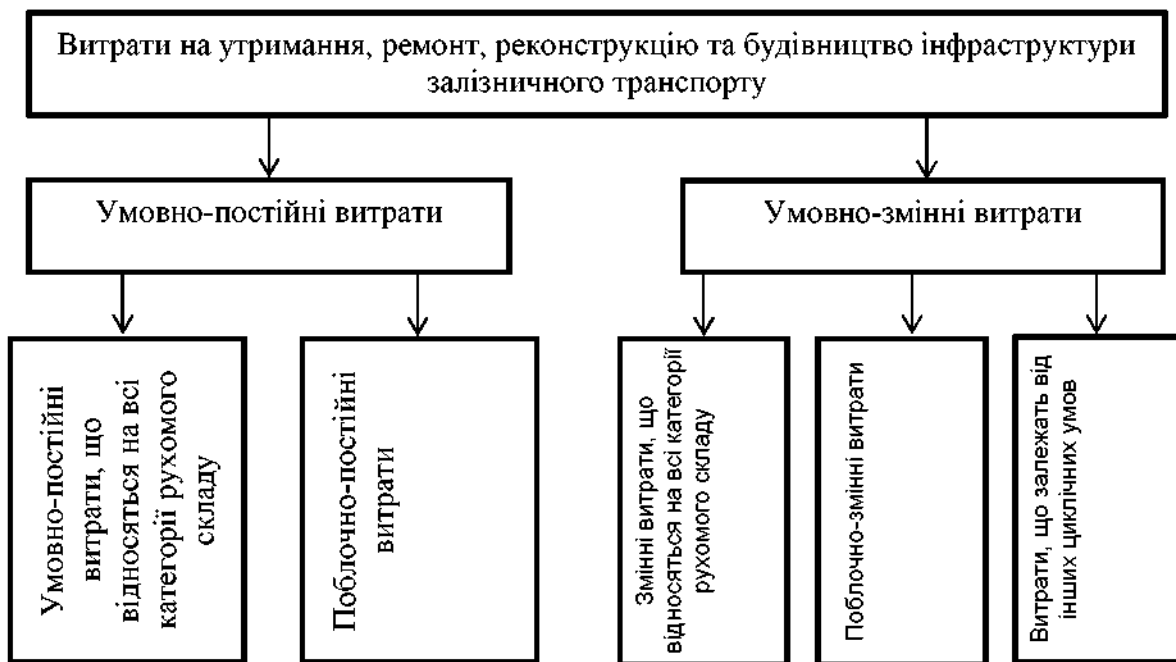 Витрати на утримання, ремонт, реконструкцію та будівництво інфраструктури
залізничного транспорту
Умовно-постійні витрати
Умовно-змінні витрати
Умовно-постійні
витрати, що
відносяться на всі
категорії рухомого
складу
Поблочно-постійні
витрати
Змінні витрати, що
відносяться на всі категорії
рухомого складу
Поблочно-змінні витрати
Витрати, що залежать від
інших циклічних умов